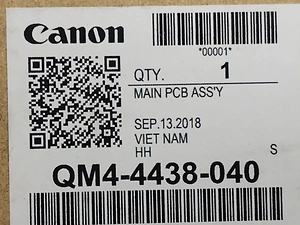 Canon
*00001*
QTY. 1
MAIN PCB ASS'Y
SEP.13.2018
VIET NAM
HH S
QM4-4438-040